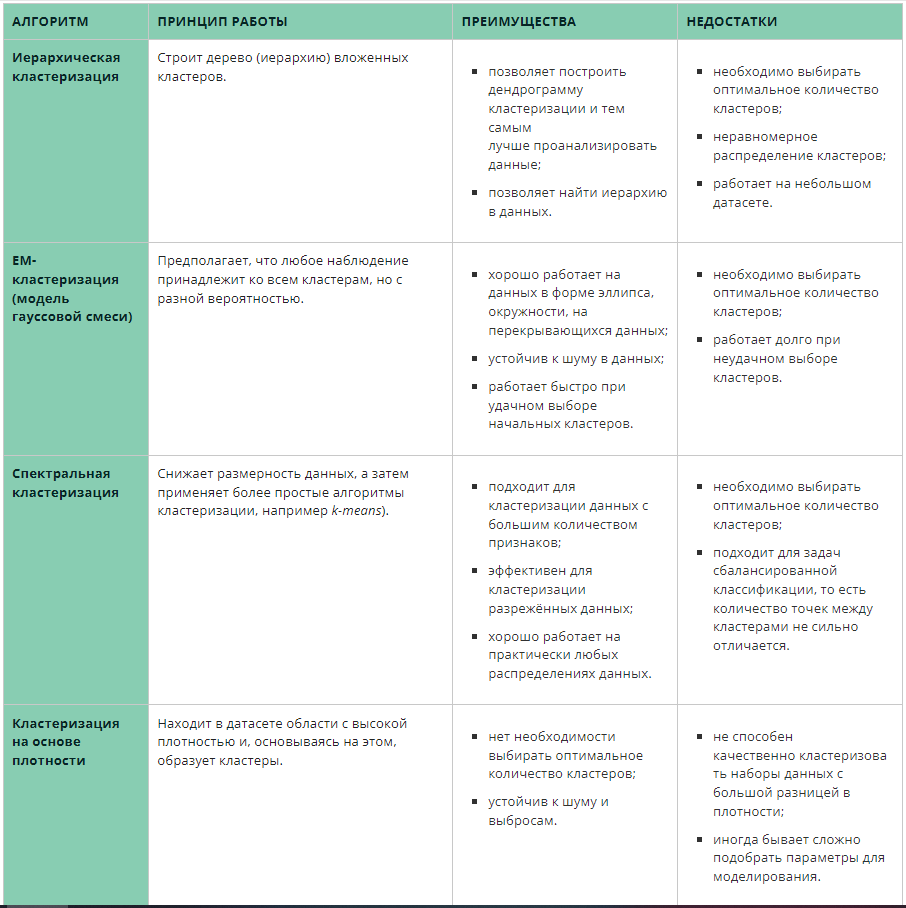 АЛГОРИТМ
ПРИНЦИП РАБОТЫ
ПРЕИМУЩЕСТВА
НЕДОСТАТКИ
Иерархическая
кластеризация
Строит дерево (иерархию) вложенных
кластеров.
▪ позволяет построить
дендрограмму
кластеризации и тем
самым
лучше проанализировать
данные;
▪ позволяет найти иерархию
в данных.
▪ необходимо выбирать
оптимальное количество
кластеров;
▪ неравномерное
распределение кластеров;
▪ работает на небольшом
датасете.
EM-
кластеризация
(модель
гауссовой смеси)
Предполагает, что любое наблюдение
принадлежит ко всем кластерам, но с
разной вероятностью.
▪ хорошо работает на
данных в форме эллипса,
окружности, на
перекрывающихся данных;
▪ устойчив к шуму в данных;
▪ работает быстро при
удачном выборе
начальных кластеров.
▪ необходимо выбирать
оптимальное количество
кластеров;
▪ работает долго при
неудачном выборе
кластеров.
Спектральная
кластеризация
Снижает размерность данных, а затем
применяет более простые алгоритмы
кластеризации, например k-means).
▪ подходит для
кластеризации данных с
большим количеством
признаков;
▪ эффективен для
кластеризации
разрежённых данных;
▪ хорошо работает на
практически любых
распределениях данных.
▪ необходимо выбирать
оптимальное количество
кластеров;
▪ подходит для задач
сбалансированной
классификации, то есть
количество точек между
кластерами не сильно
отличается.
Кластеризация
на основе
плотности
Находит в датасете области с высокой
плотностью и, основываясь на этом,
образует кластеры.
▪ нет необходимости
выбирать оптимальное
количество кластеров;
▪ устойчив к шуму и
выбросам.
▪ не способен
качественно кластеризова
ть наборы данных с
большой разницей в
плотности;
▪ иногда бывает сложно
подобрать параметры для
моделирования.